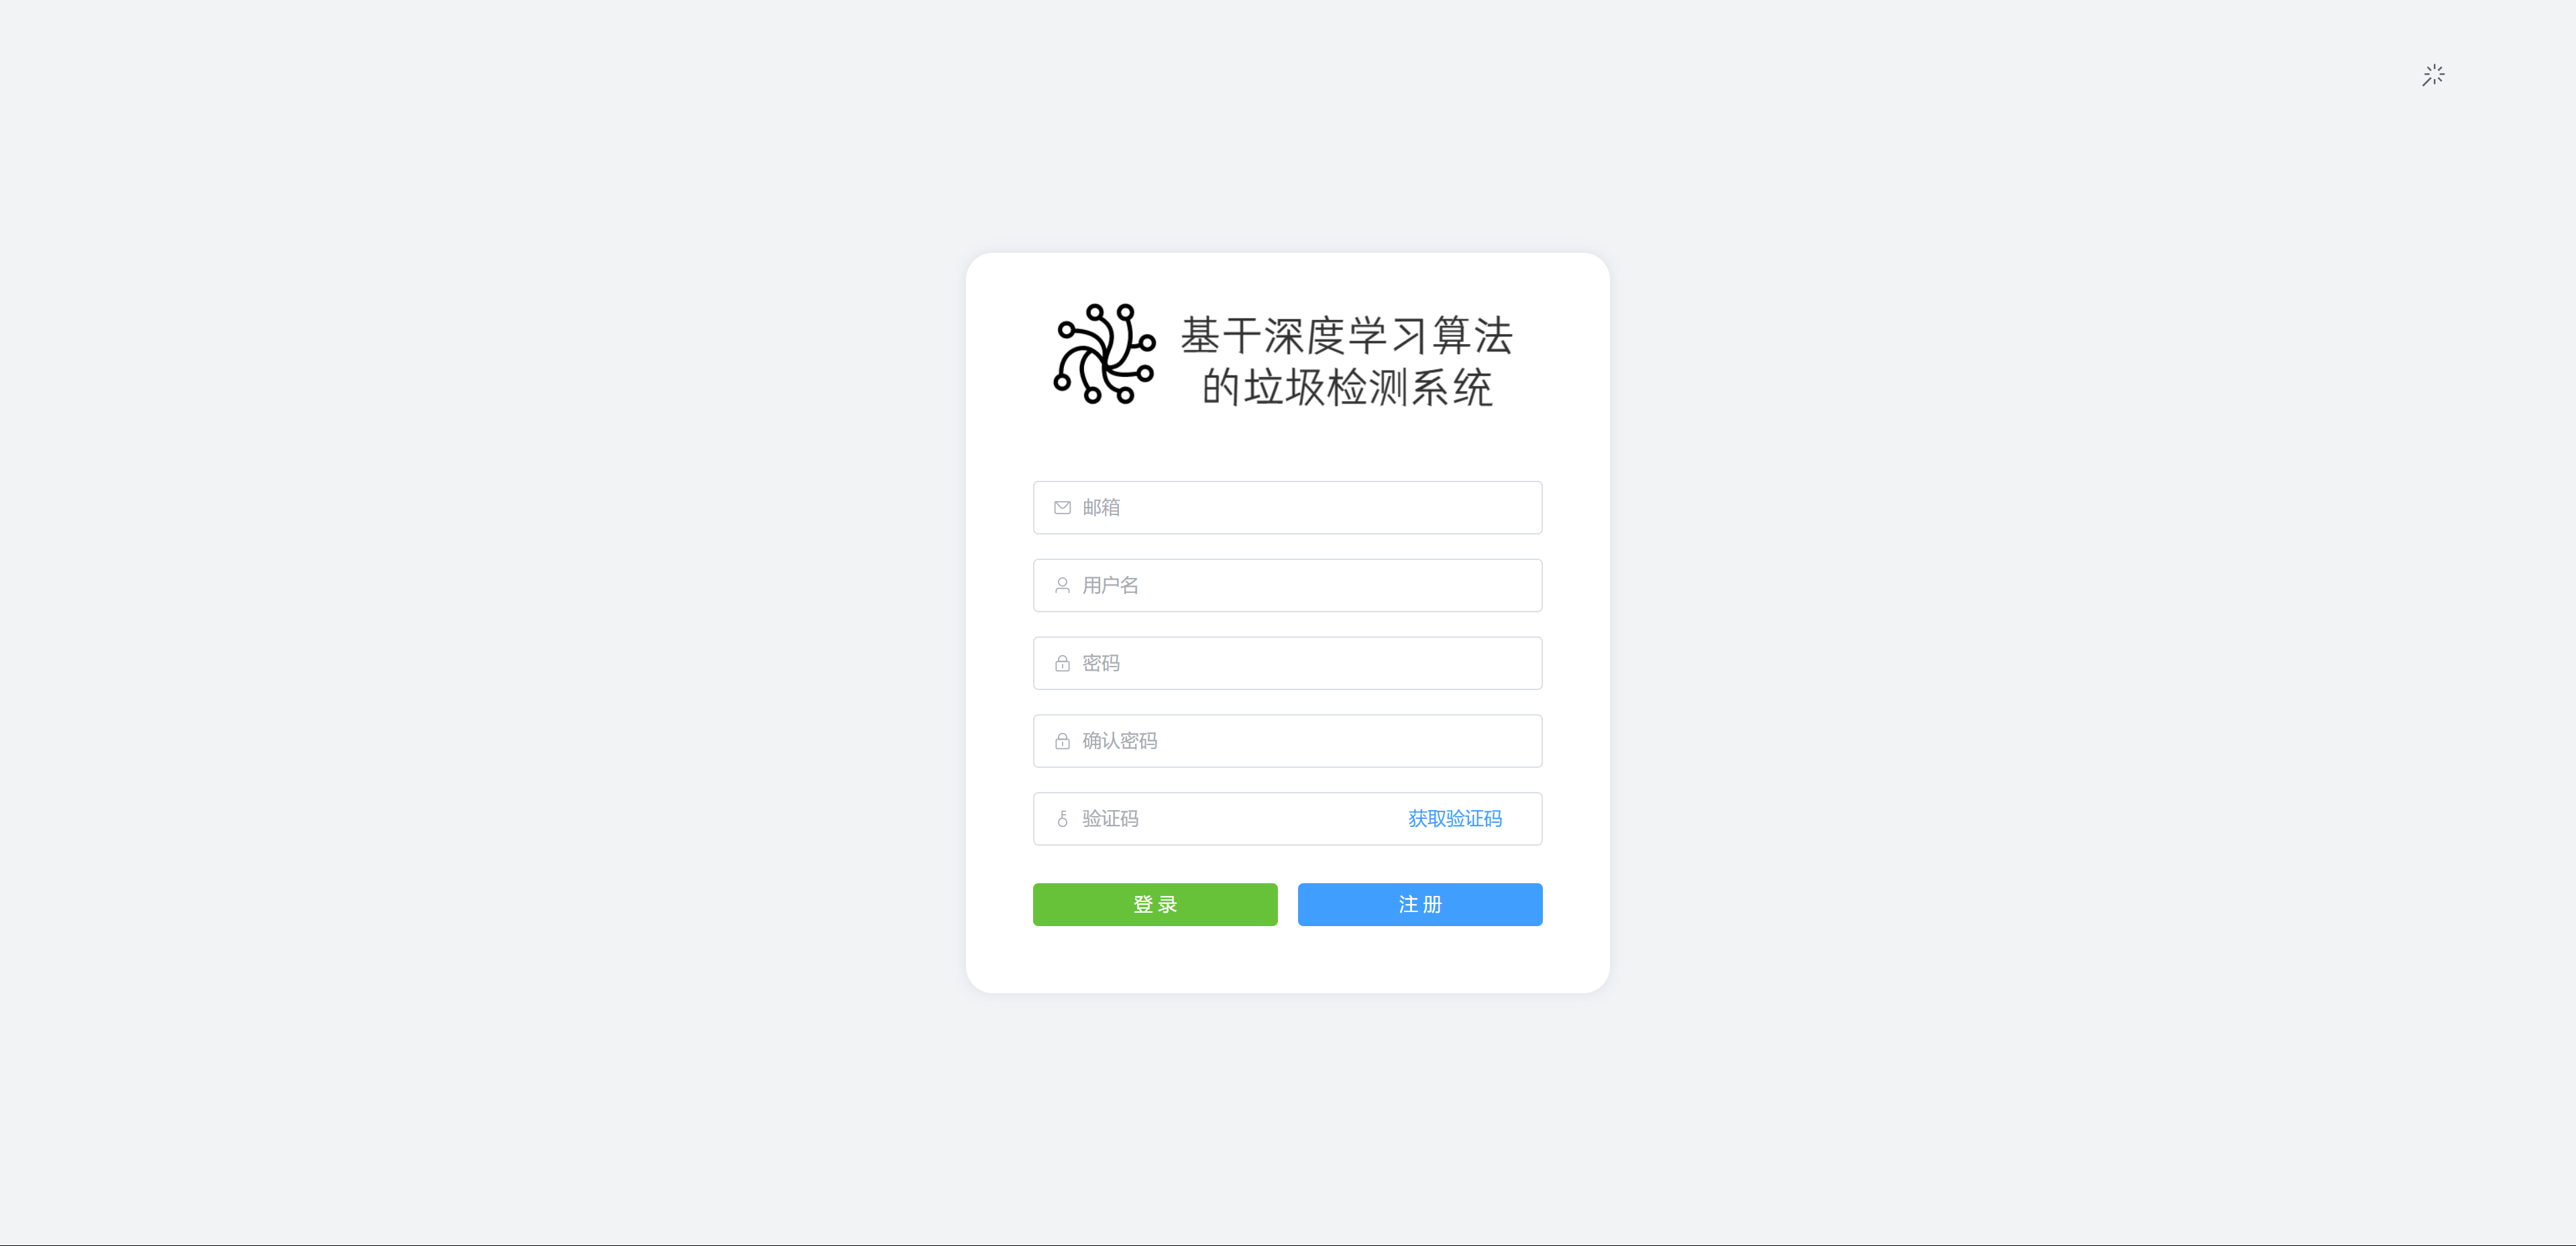 基于深度学习算法
的垃圾检测系统
邮箱
用户名
密码
确认密码
验证码 获取验证码
登 录 注 册